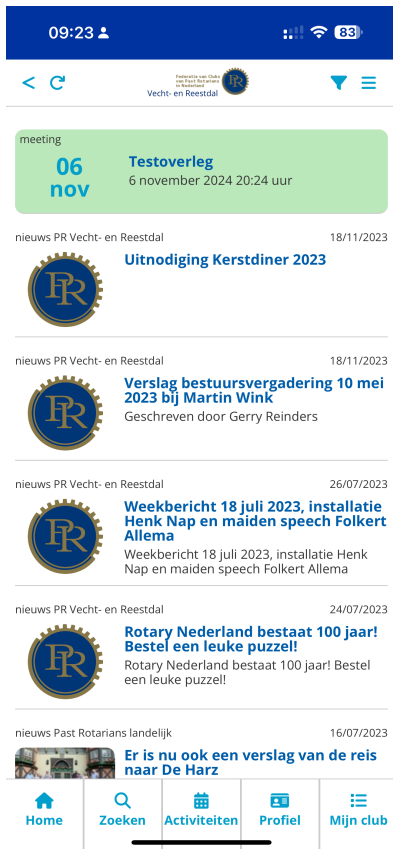 09:23
83
Federatie van Clubs
van Past Rotarians
in Nederland
Vecht- en Reestdal
PR
meeting
06
nov
Testoverleg
6 november 2024 20:24 uur
nieuws PR Vecht- en Reestdal 18/11/2023
PR
Uitnodiging Kerstdiner 2023
nieuws PR Vecht- en Reestdal 18/11/2023
PR
Verslag bestuursvergadering 10 mei
2023 bij Martin Wink
Geschreven door Gerry Reinders
nieuws PR Vecht- en Reestdal 26/07/2023
PR
Weekbericht 18 juli 2023, installatie
Henk Nap en maiden speech Folkert
Allema
Weekbericht 18 juli 2023, installatie Henk
Nap en maiden speech Folkert Allema
nieuws PR Vecht- en Reestdal 24/07/2023
PR
Rotary Nederland bestaat 100 jaar!
Bestel een leuke puzzel!
Rotary Nederland bestaat 100 jaar! Bestel
een leuke puzzel!
nieuws Past Rotarians landelijk 16/07/2023
Er is nu ook een verslag van de reis
naar De Harz
Home Zoeken Activiteiten Profiel Mijn club